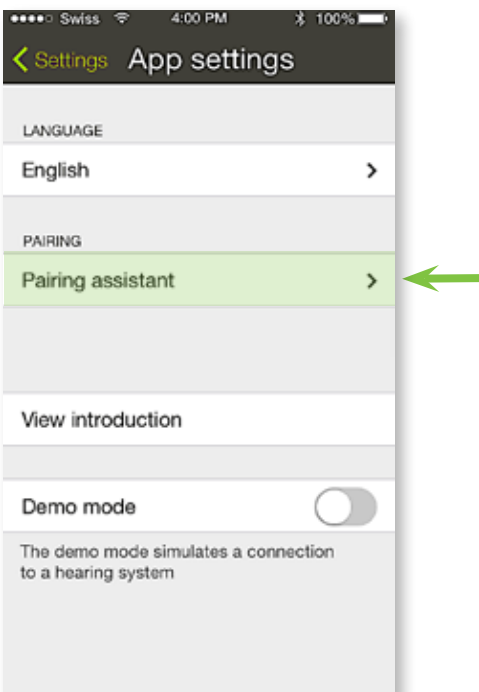 Swiss 4:00 PM 100%
Settings App settings
LANGUAGE
English
PAIRING
Pairing assistant
View introduction
Demo mode
The demo mode simulates a connection
to a hearing system